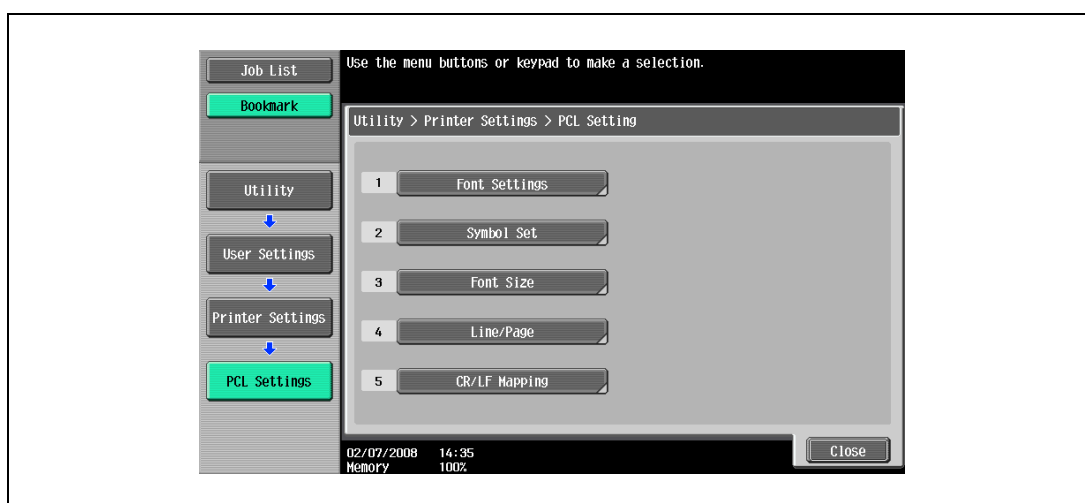 Job List
Bookmark
Utility
User Settings
Printer Settings
PCL Settings
Use the menu buttons or keypad to make a selection.
Utility > Printer Settings > PCL Setting
1 Font Settings
2 Symbol Set
3 Font Size
4 Line/Page
5 CR/LF Mapping
02/07/2008 14:35
Memory 100%
Close